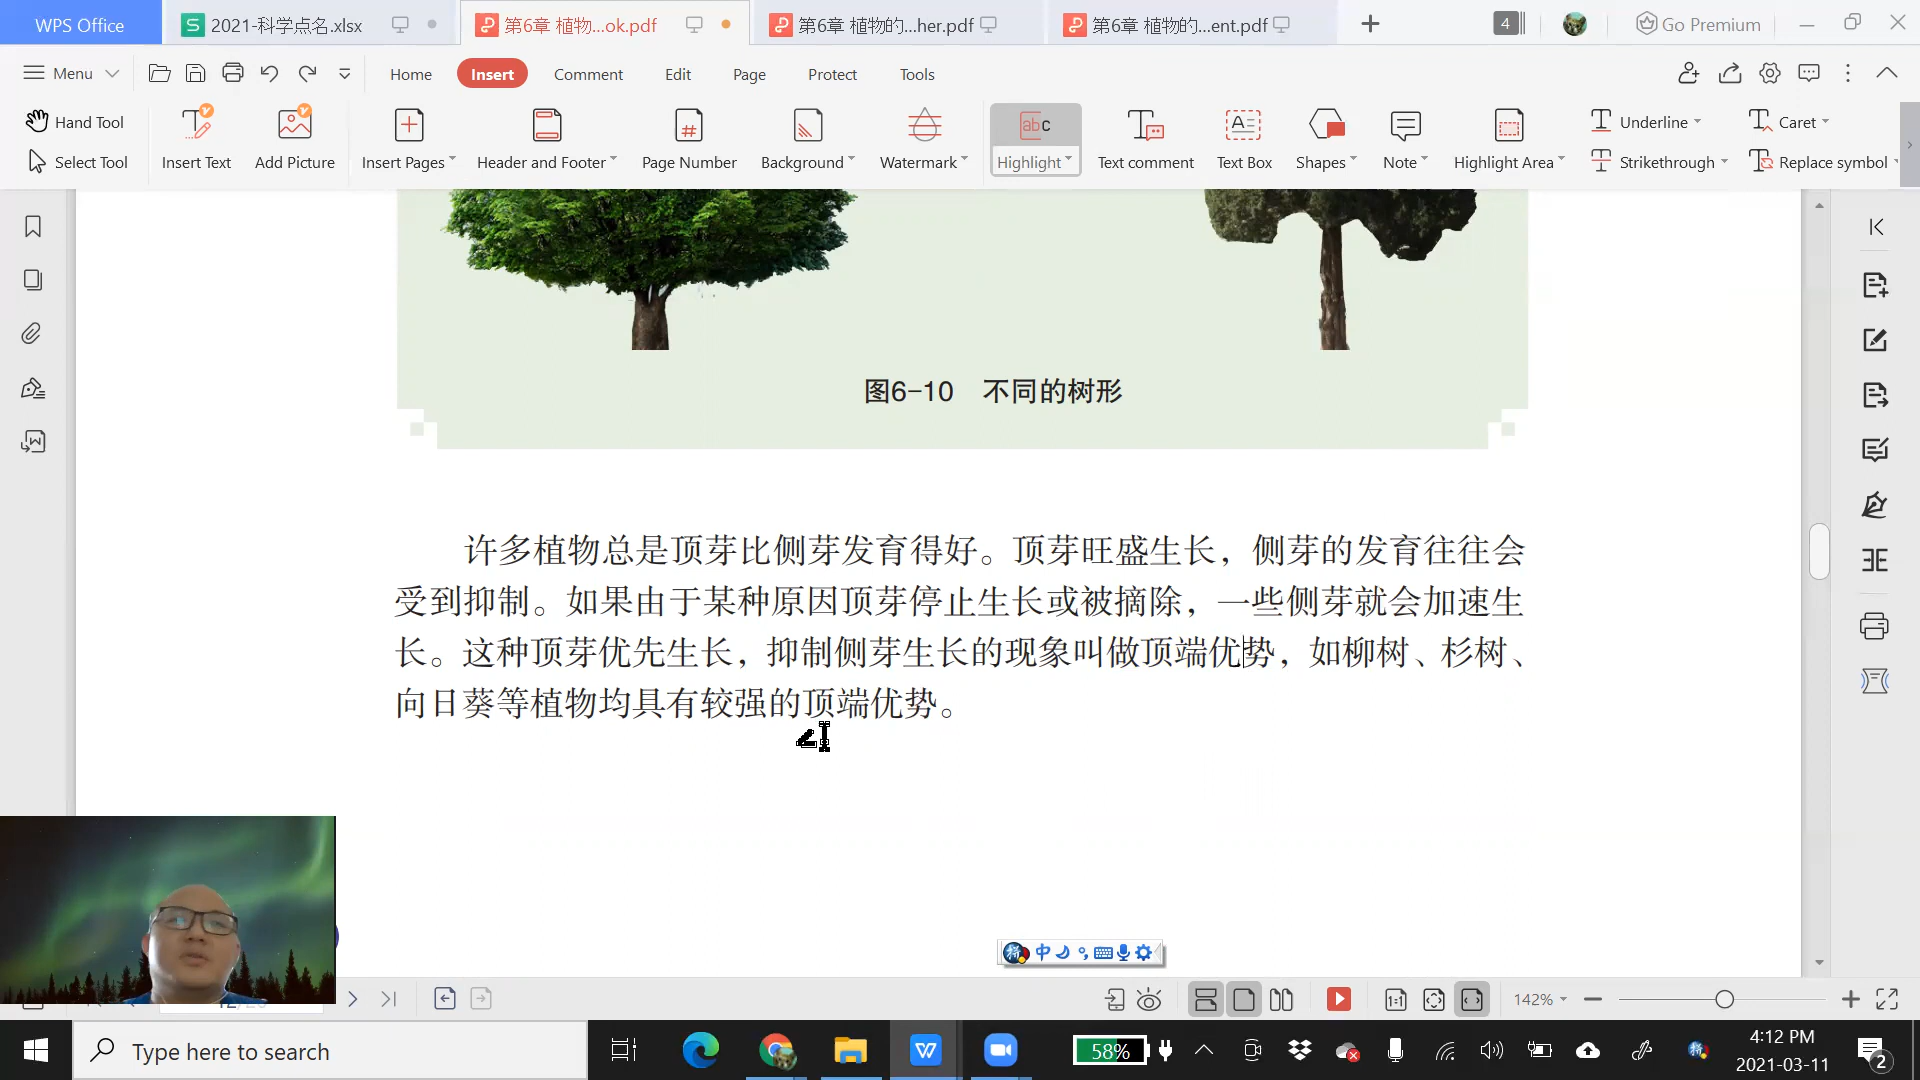 WPS Office
2021-科学点名.xlsx
第6章 植物...ok.pdf
第6章 植物的...her.pdf
第6章 植物的...ent.pdf
4
Go Premium
Menu
Home
Insert
Comment
Edit
Page
Protect
Tools
Hand Tool
Select Tool
Insert Text
Add Picture
Insert Pages
Header and Footer
Page Number
Background
Watermark
Highlight
Text comment
Text Box
Shapes
Note
Highlight Area
Underline
Caret
Strikethrough
Replace symbol
图6-10 不同的树形
许多植物总是顶芽比侧芽发育得好。顶芽旺盛生长，侧芽的发育往往会
受到抑制。如果由于某种原因顶芽停止生长或被摘除，一些侧芽就会加速生
长。这种顶芽优先生长，抑制侧芽生长的现象叫做顶端优势，如柳树、杉树、
向日葵等植物均具有较强的顶端优势。
中
142%
Type here to search
58%
4:12 PM
2021-03-11
2